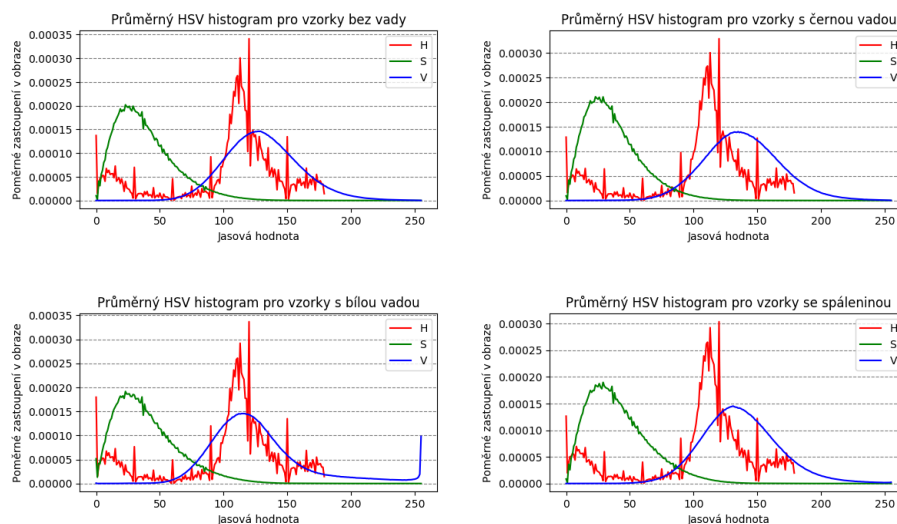 Průměrný HSV histogram pro vzorky bez vady
Poměrné zastoupení v obraze
0.00035
0.00030
0.00025
0.00020
0.00015
0.00010
0.00005
0.00000
H
S
V
0 50 100 150 200 250
Jasová hodnota
Průměrný HSV histogram pro vzorky s černou vadou
Poměrné zastoupení v obraze
0.00030
0.00025
0.00020
0.00015
0.00010
0.00005
0.00000
H
S
V
0 50 100 150 200 250
Jasová hodnota
Průměrný HSV histogram pro vzorky s bílou vadou
Poměrné zastoupení v obraze
0.00035
0.00030
0.00025
0.00020
0.00015
0.00010
0.00005
0.00000
H
S
V
0 50 100 150 200 250
Jasová hodnota
Průměrný HSV histogram pro vzorky se spáleninou
Poměrné zastoupení v obraze
0.00030
0.00025
0.00020
0.00015
0.00010
0.00005
0.00000
H
S
V
0 50 100 150 200 250
Jasová hodnota